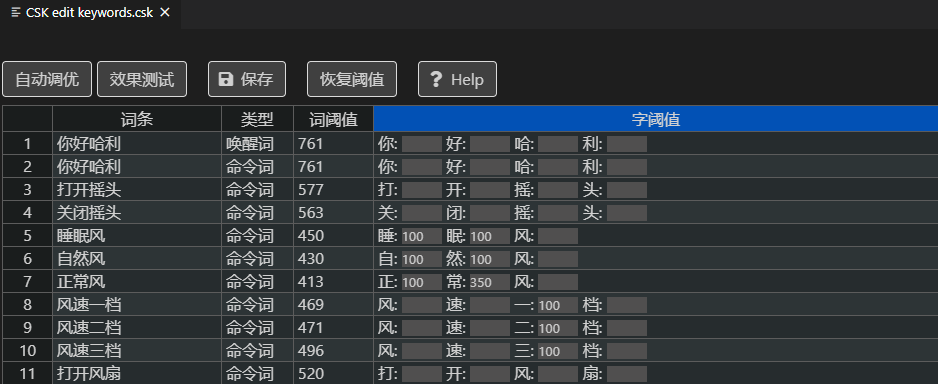 CSK edit keywords.csk ×
自动调优 效果测试 保存 恢复阈值 ? Help
词条 类型 词阈值 字阈值
1 你好哈利 唤醒词 761 你: 好: 哈: 利:
2 你好哈利 命令词 761 你: 好: 哈: 利:
3 打开摇头 命令词 577 打: 开: 摇: 头:
4 关闭摇头 命令词 563 关: 闭: 摇: 头:
5 睡眠风 命令词 450 睡: 100 眠: 100 风:
6 自然风 命令词 430 自: 100 然: 100 风:
7 正常风 命令词 413 正: 100 常: 350 风:
8 风速一档 命令词 469 风: 速: 一: 100 档:
9 风速二档 命令词 471 风: 速: 二: 100 档:
10 风速三档 命令词 496 风: 速: 三: 100 档:
11 打开风扇 命令词 520 打: 开: 风: 扇: